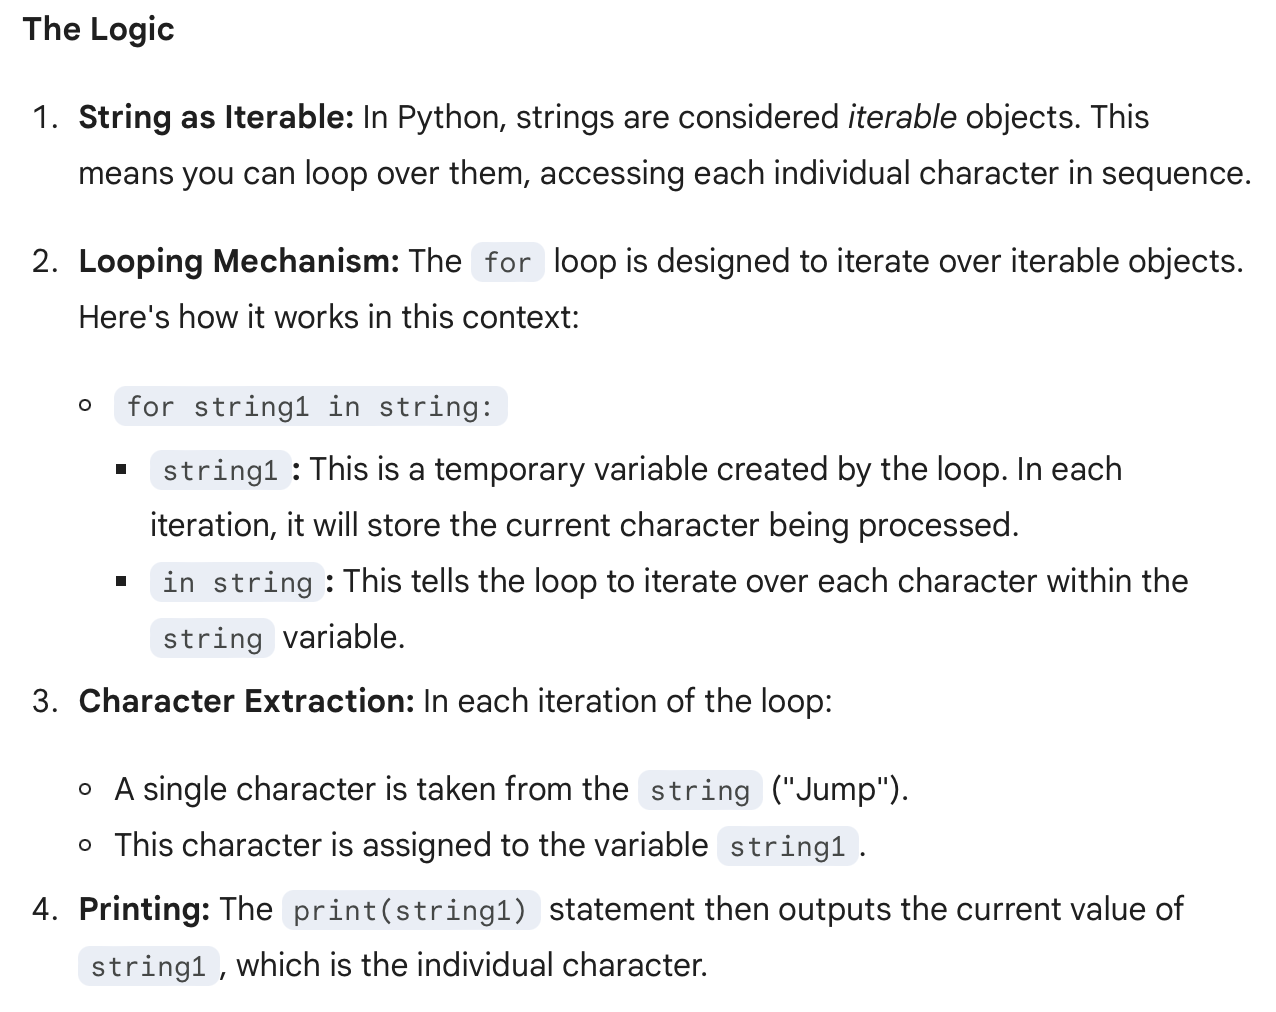 The Logic
1. String as Iterable: In Python, strings are considered iterable objects. This
means you can loop over them, accessing each individual character in sequence.
2. Looping Mechanism: The for loop is designed to iterate over iterable objects.
Here's how it works in this context:
for string1 in string:
string1 : This is a temporary variable created by the loop. In each
iteration, it will store the current character being processed.
in string : This tells the loop to iterate over each character within the
string variable.
3. Character Extraction: In each iteration of the loop:
A single character is taken from the string ("Jump").
This character is assigned to the variable string1 .
4. Printing: The print(string1) statement then outputs the current value of
string1 , which is the individual character.